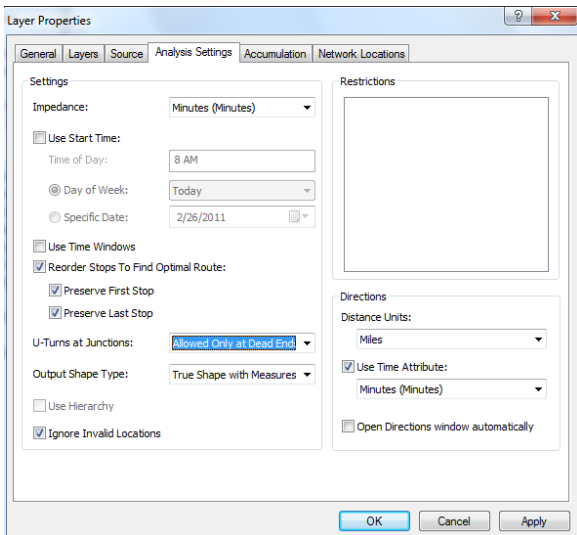 Layer Properties
General Layers Source Analysis Settings Accumulation Network Locations
Settings
Impedance: Minutes (Minutes)
Use Start Time:
Time of Day: 8 AM
Day of Week: Today
Specific Date: 2/26/2011
Use Time Windows
Reorder Stops To Find Optimal Route:
Preserve First Stop
Preserve Last Stop
U-Turns at Junctions: Allowed Only at Dead End
Output Shape Type: True Shape with Measures
Use Hierarchy
Ignore Invalid Locations
Restrictions
Directions
Distance Units:
Miles
Use Time Attribute:
Minutes (Minutes)
Open Directions window automatically
OK Cancel Apply